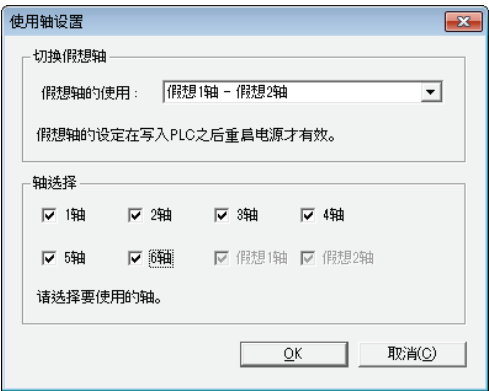 使用轴设置
切换假想轴
假想轴的使用： 假想1轴 - 假想2轴
假想轴的设定在写入PLC之后重启电源才有效。
轴选择
1轴 2轴 3轴 4轴
5轴 6轴 假想1轴 假想2轴
请选择要使用的轴。
OK 取消(C)